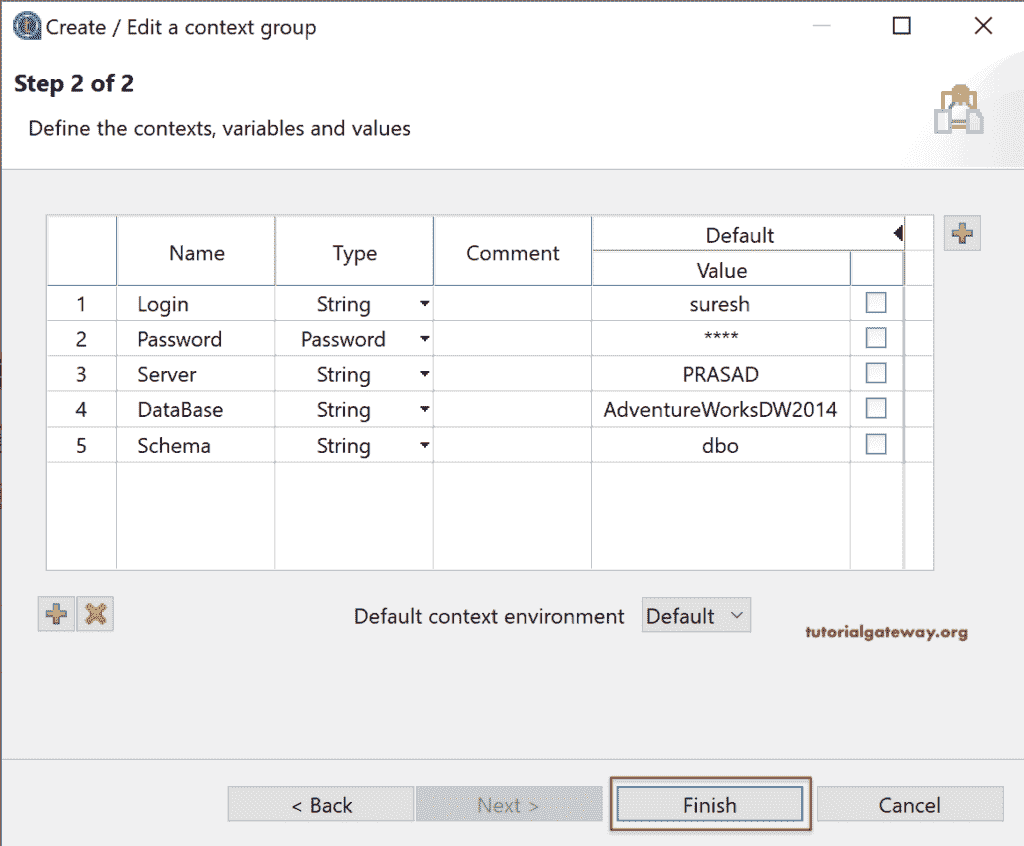 Create / Edit a context group
Step 2 of 2
Define the contexts, variables and values
Name Type Comment Default
Value
1 Login String suresh
2 Password Password ****
3 Server String PRASAD
4 DataBase String AdventureWorksDW2014
5 Schema String dbo
Default context environment Default
tutorialgateway.org
< Back Next > Finish Cancel